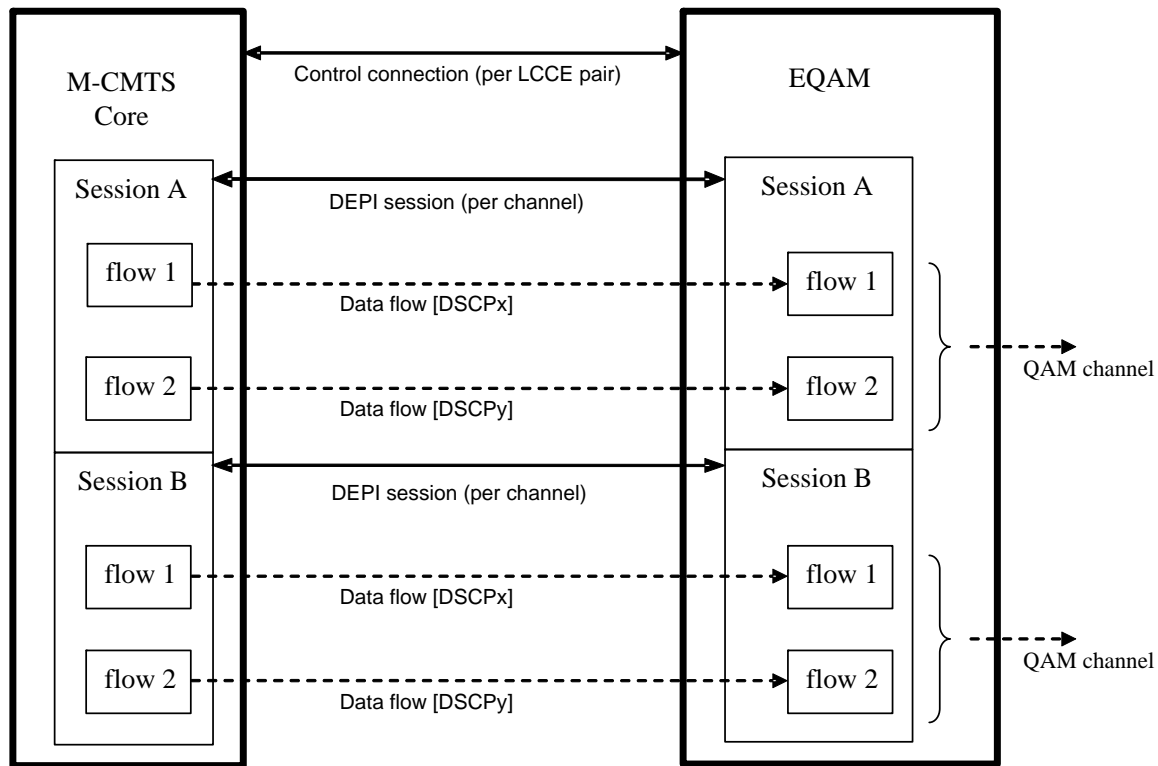 Control connection (per LCCE pair)
M-CMTS
Core
EQAM
Session A
DEPI session (per channel)
Session A
flow 1
Data flow [DSCPx]
flow 1
flow 2
Data flow [DSCPy]
flow 2
QAM channel
Session B
DEPI session (per channel)
Session B
flow 1
Data flow [DSCPx]
flow 1
flow 2
Data flow [DSCPy]
flow 2
QAM channel